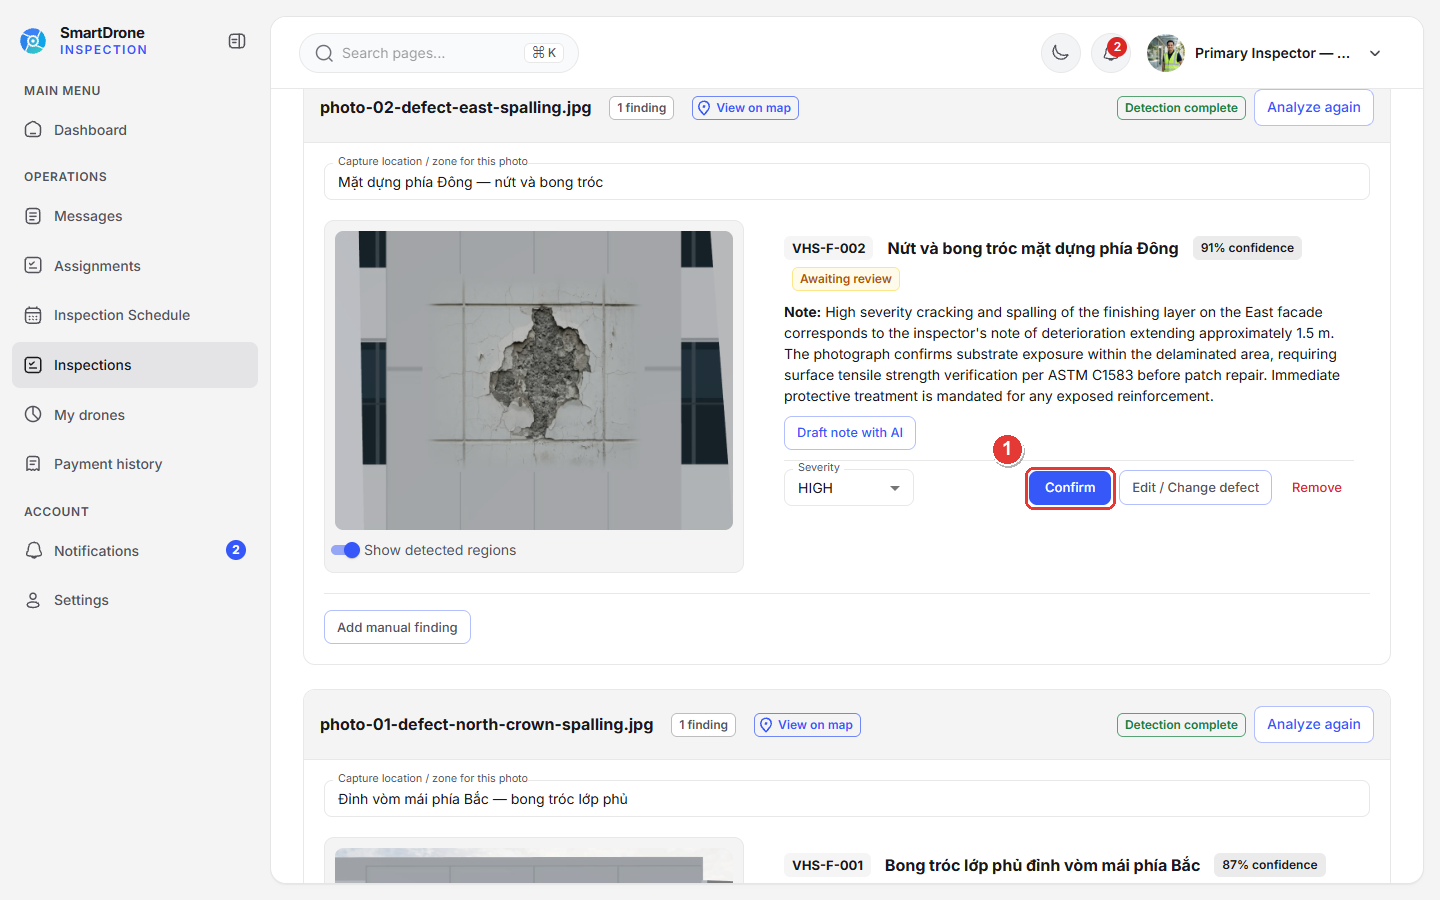 SmartDrone
INSPECTION
MAIN MENU
Dashboard
OPERATIONS
Messages
Assignments
Inspection Schedule
Inspections
My drones
Payment history
ACCOUNT
Notifications
2
Settings
Search pages...
⌘ K
2
Primary Inspector — ...
photo-02-defect-east-spalling.jpg
1 finding
View on map
Detection complete
Analyze again
Capture location / zone for this photo
Mặt dựng phía Đông — nứt và bong tróc
VHS-F-002
Nứt và bong tróc mặt dựng phía Đông
91% confidence
Awaiting review
Note: High severity cracking and spalling of the finishing layer on the East facade
corresponds to the inspector's note of deterioration extending approximately 1.5 m.
The photograph confirms substrate exposure within the delaminated area, requiring
surface tensile strength verification per ASTM C1583 before patch repair. Immediate
protective treatment is mandated for any exposed reinforcement.
Draft note with AI
1
Severity
HIGH
Confirm
Edit / Change defect
Remove
Show detected regions
Add manual finding
photo-01-defect-north-crown-spalling.jpg
1 finding
View on map
Detection complete
Analyze again
Capture location / zone for this photo
Đỉnh vòm mái phía Bắc — bong tróc lớp phủ
VHS-F-001
Bong tróc lớp phủ đỉnh vòm mái phía Bắc
87% confidence